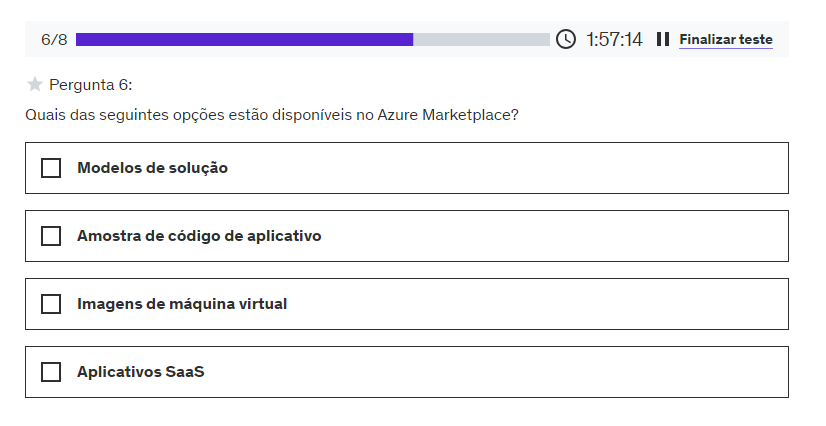 6/8 1:57:14 Finalizar teste
Pergunta 6:
Quais das seguintes opções estão disponíveis no Azure Marketplace?
Modelos de solução
Amostra de código de aplicativo
Imagens de máquina virtual
Aplicativos SaaS